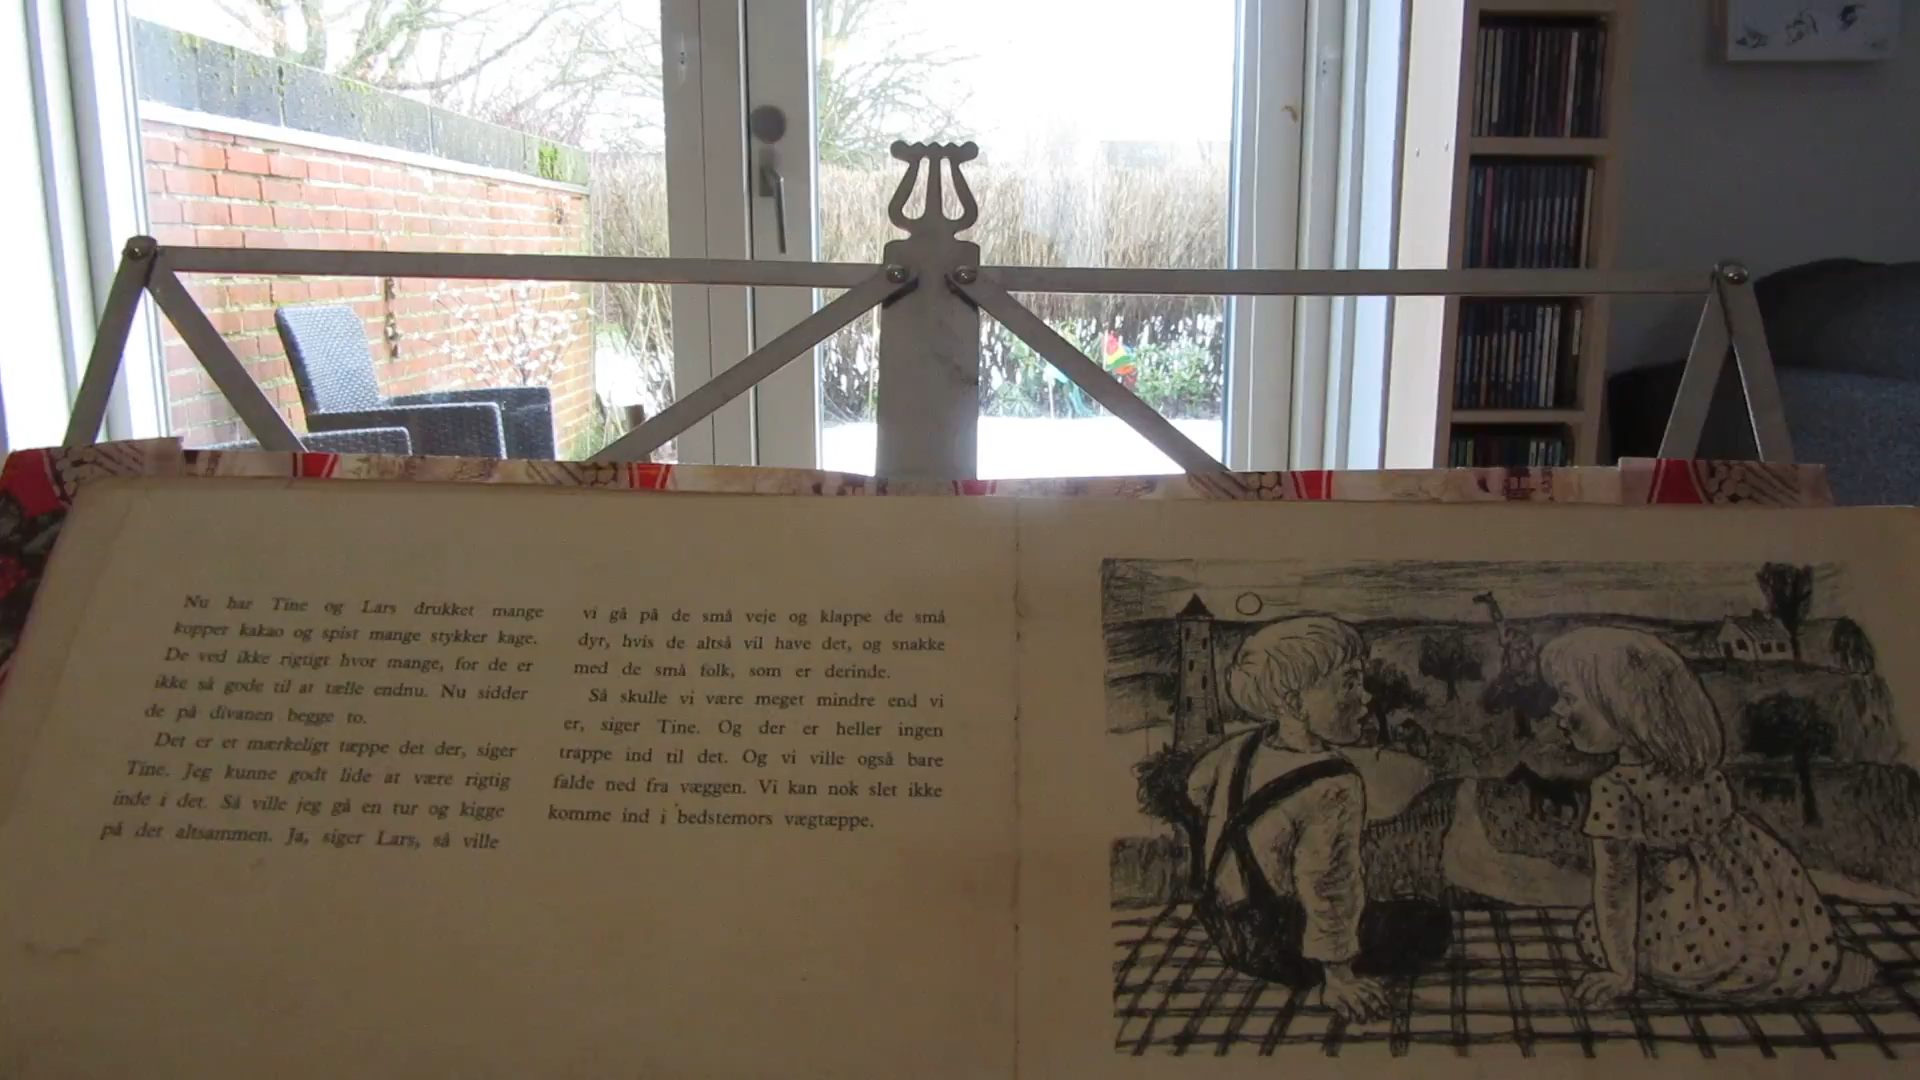 Nu har Tine og Lars drukket mange
kopper kakao og spist mange stykker kage.
De ved ikke rigtigt hvor mange, for de er
ikke så gode til at tælle endnu. Nu sidder
de på divanen begge to.
Det er et mærkeligt tæppe det der, siger
Tine. Jeg kunne godt lide at være rigtig
inde i det. Så ville jeg gå en tur og kigge
på det altsammen. Ja, siger Lars, så ville
vi gå på de små veje og klappe de små
dyr, hvis de altså vil have det, og snakke
med de små folk, som er derinde.
Så skulle vi være meget mindre end vi
er, siger Tine. Og der er heller ingen
trappe ind til det. Og vi ville også bare
falde ned fra væggen. Vi kan nok slet ikke
komme ind i bedstemors vægtæppe.